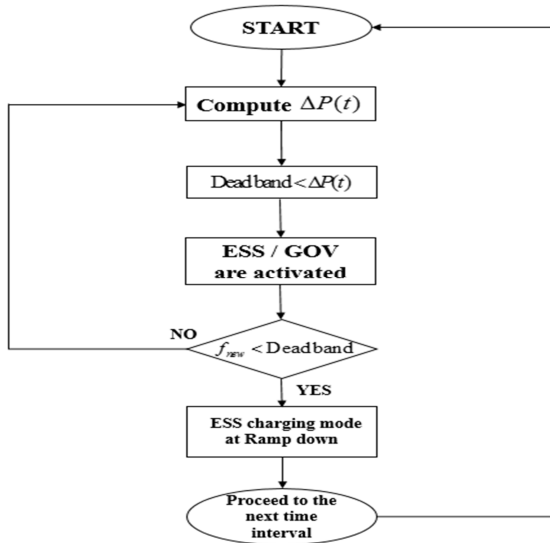 START
Compute ΔP(t)
Deadband<ΔP(t)
ESS / GOV
are activated
NO
f_new < Deadband
YES
ESS charging mode
at Ramp down
Proceed to the
next time
interval